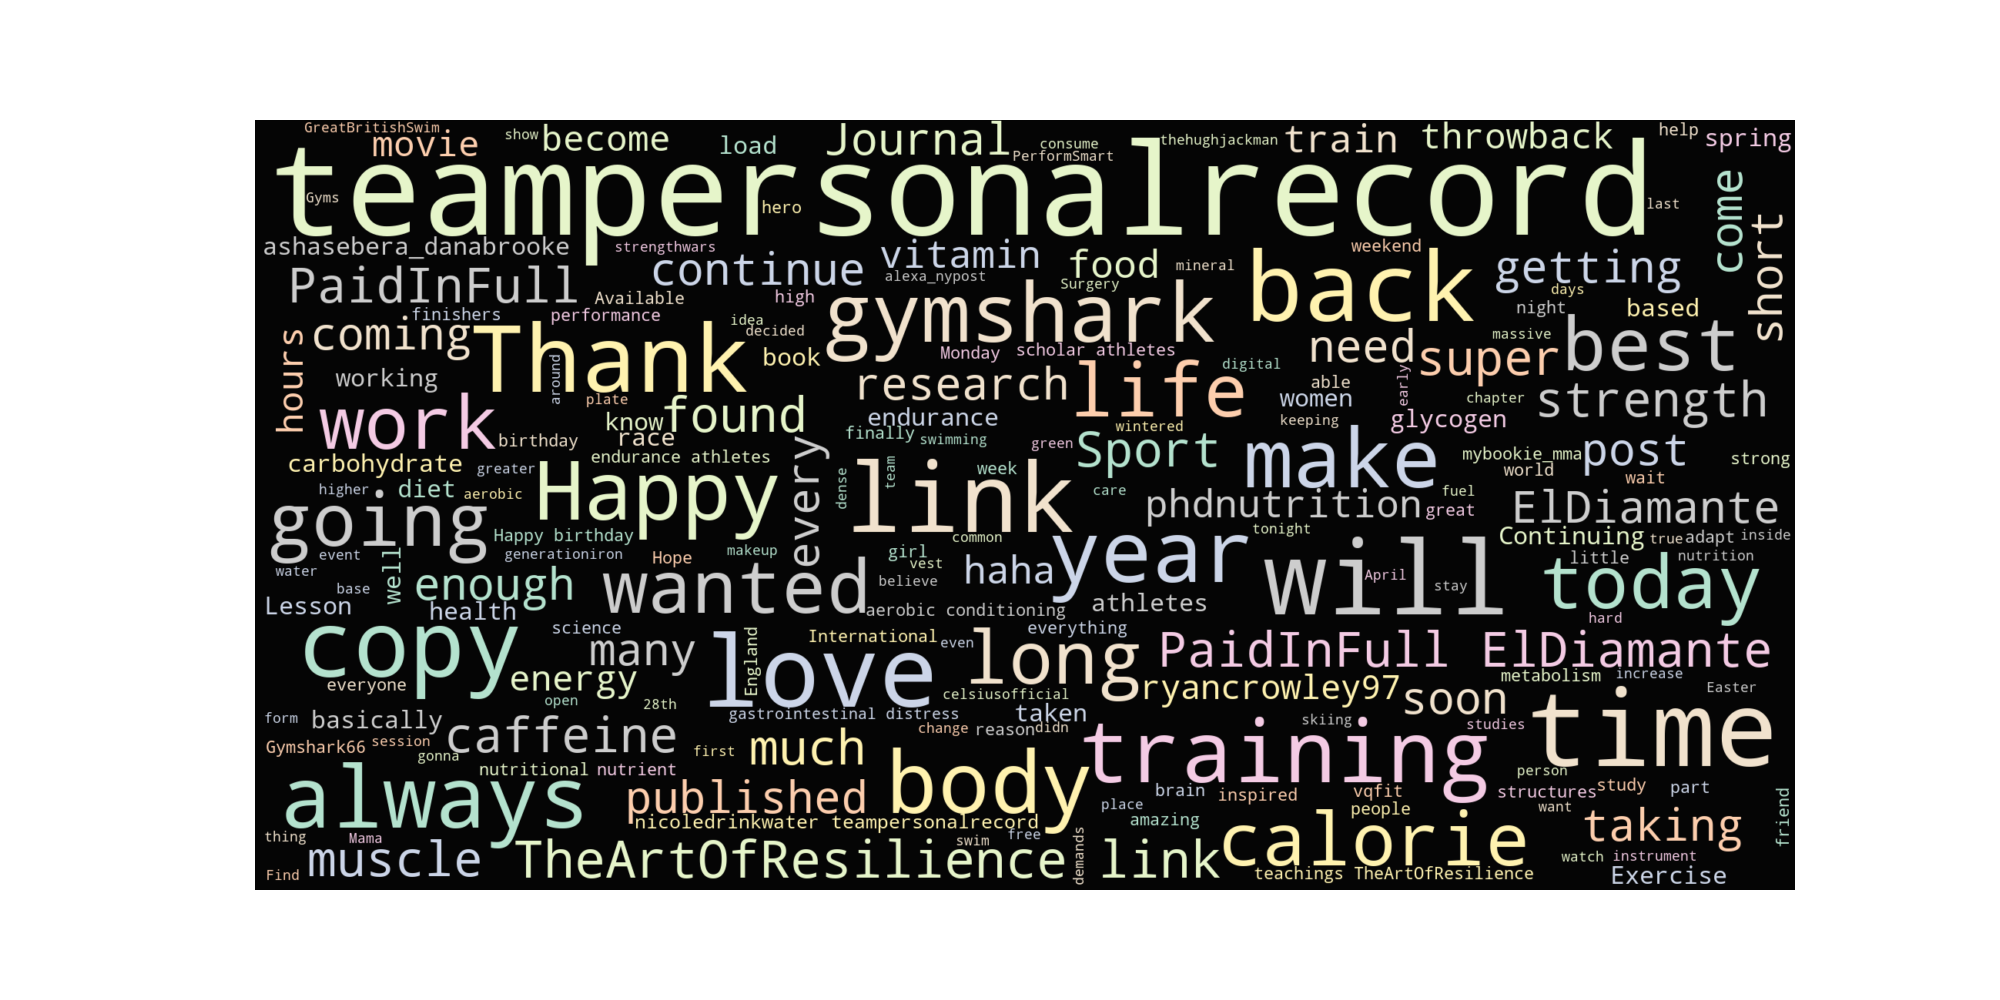 GreatBritishSwim
movie
show
become
load
Journal
consume
PerformSmart
thehughjackman
train
throwback
help
spring
teampersonalrecord
Gyms
hero
last
come
short
ashasebera_danabrooke
strengthwars
continue
vitamin
alexa_nypost
food
mineral
Surgery
weekend
back
getting
days
night
based
PaidInFull
Available
high
finishers
performance
idea
decided
gymshark
coming
Thank
book
Monday
scholar athletes
need
super
massive
best
hours
working
around
plate
research
life
digital
able
women
early
chapter
strength
work
birthday
know
found
race
endurance
finally
swimming
green
wintered
keeping
glycogen
Sport
make
mybookie_mma
post
world
wait
strong
carbohydrate
greater
endurance athletes
every
dense
team
week
care
higher
diet
aerobic
Happy
link
phdnutrition
fuel
great
ElDiamante
going
Happy birthday
common
year
tonight
Continuing
true
adapt
inside
event
well
generationiron
Hope
makeup
girl
vest
haha
will
April
stay
little
nutrition
water
base
enough
wanted
believe
today
Lesson
health
aerobic conditioning
athletes
hard
copy
science
many
love
England
International
even
everything
long
PaidInFull ElDiamante
everyone
energy
open
28th
celsiusofficial
ryancrowley97
soon
metabolism
increase
Easter
form
basically
caffeine
gastrointestinal distress
taken
change
reason
didn
skiing
studies
time
Gymshark66
session
gonna
first
much
training
nutritional
nutrient
always
published
body
brain
inspired
vqfit
person
structures
study
part
place
people
want
nicoledrinkwater teampersonalrecord
amazing
calorie
taking
friend
thing
Mama
free
swim
demands
Find
muscle
TheArtOfResilience link
teachings TheArtOfResilience
watch
instrument
Exercise